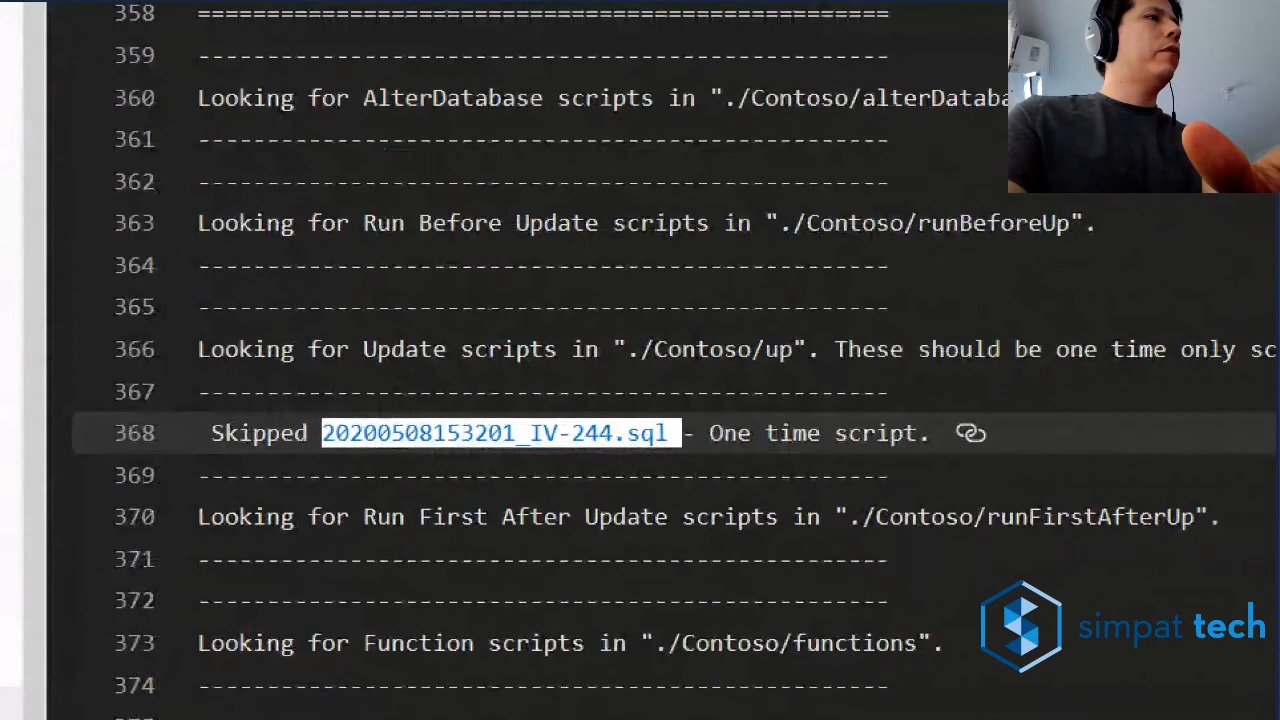 358 ==================================================
359 --------------------------------------------------
360 Looking for AlterDatabase scripts in "./Contoso/alterDataba
361 --------------------------------------------------
362 --------------------------------------------------
363 Looking for Run Before Update scripts in "./Contoso/runBeforeUp".
364 --------------------------------------------------
365 --------------------------------------------------
366 Looking for Update scripts in "./Contoso/up". These should be one time only sc
367 --------------------------------------------------
368 Skipped 20200508153201_IV-244.sql - One time script.
369 --------------------------------------------------
370 Looking for Run First After Update scripts in "./Contoso/runFirstAfterUp".
371 --------------------------------------------------
372 --------------------------------------------------
373 Looking for Function scripts in "./Contoso/functions".
374 --------------------------------------------------
simpat tech